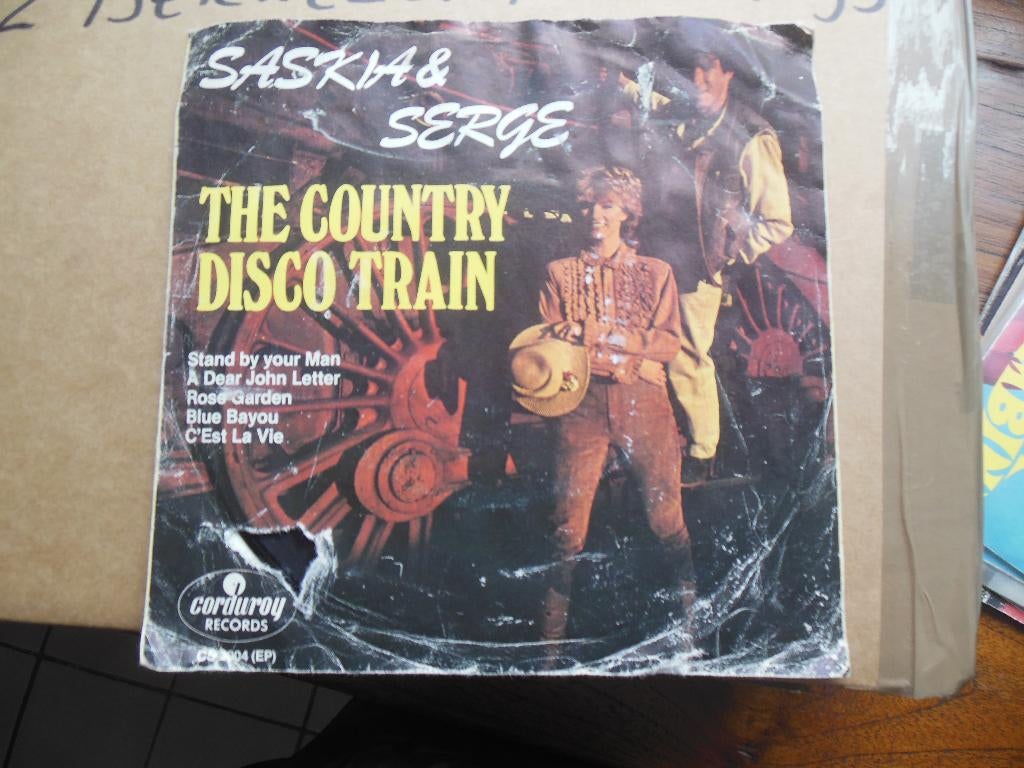 SASKIA &
SERGE
THE COUNTRY
DISCO TRAIN
Stand by your Man
A Dear John Letter
Rose Garden
Blue Bayou
C'Est La Vie
corduroy
RECORDS
(EP)